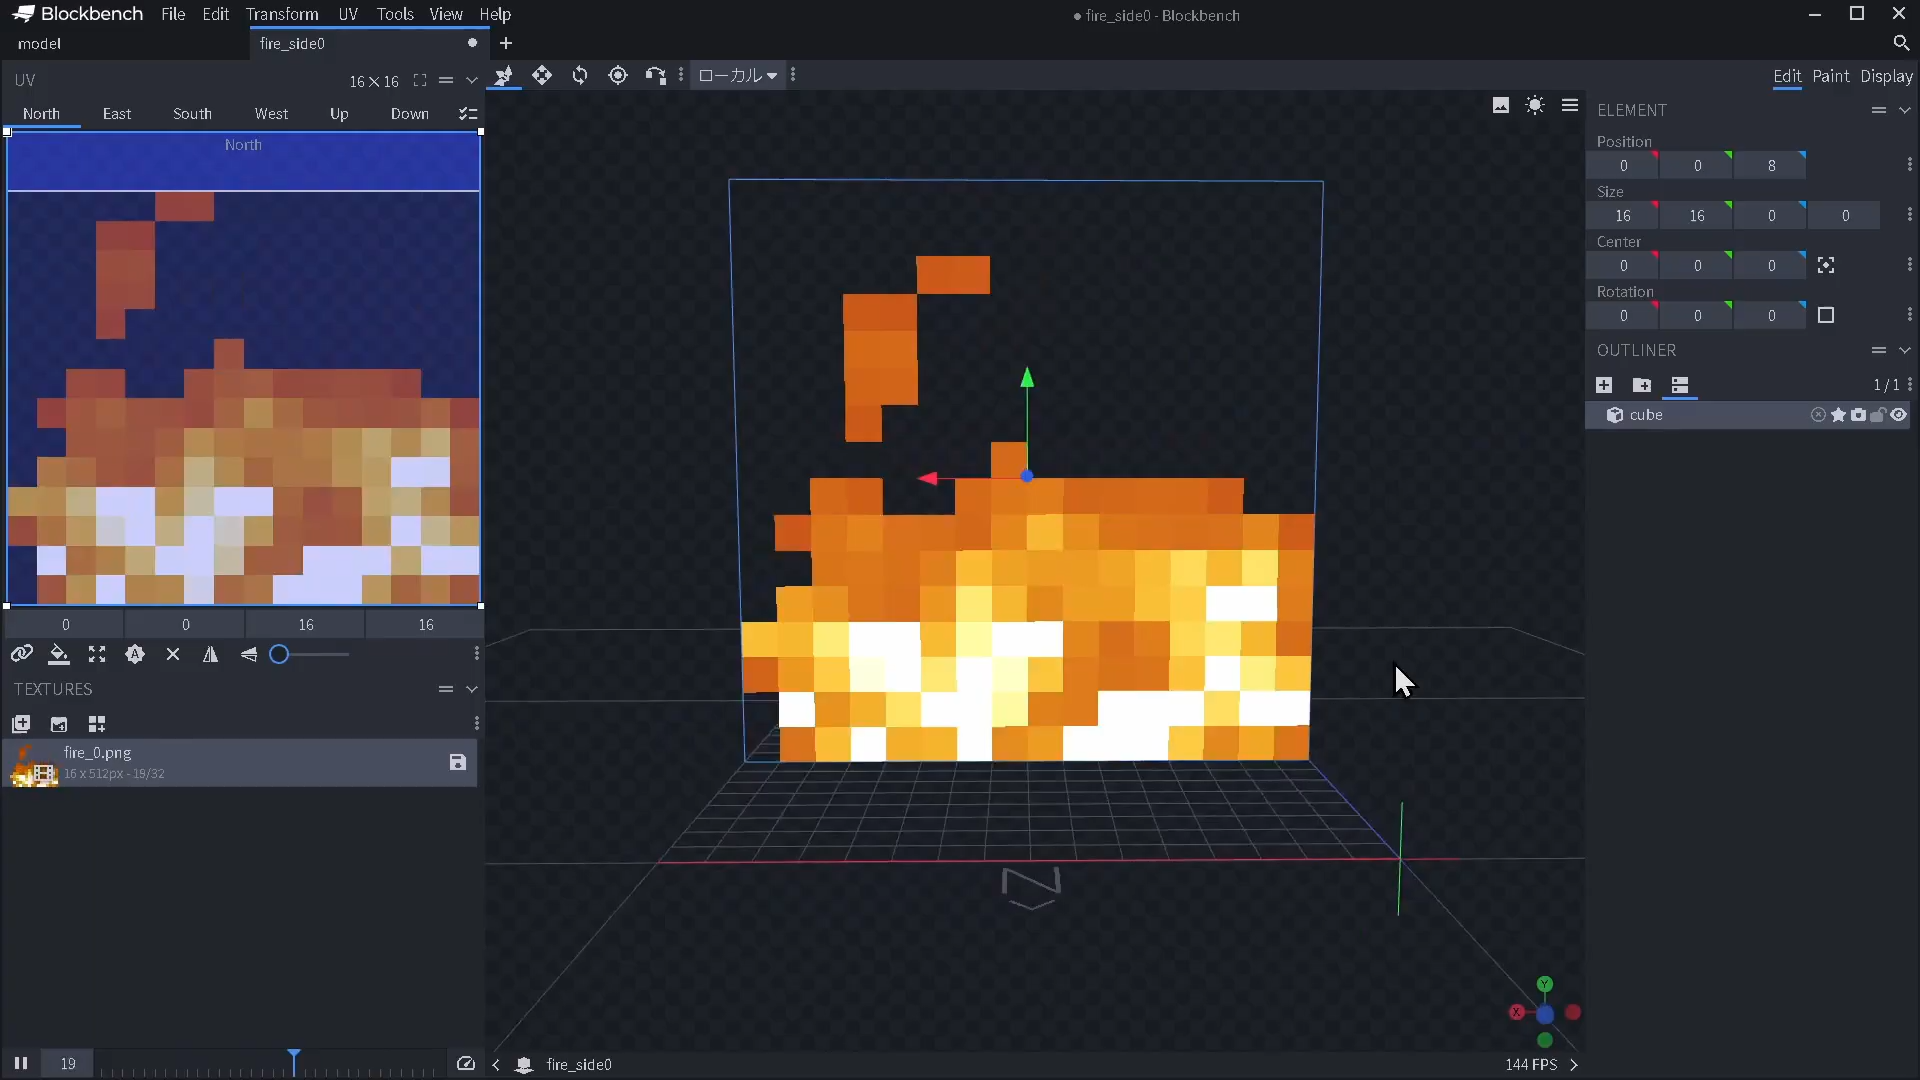 Blockbench File Edit Transform UV Tools View Help
● fire_side0 - Blockbench
model
fire_side0
UV
16 × 16
North East South West Up Down
North
0 0 16 16
TEXTURES
fire_0.png
16 x 512px - 19/32
19
ローカル
Edit Paint Display
ELEMENT
Position
0 0 8
Size
16 16 0 0
Center
0 0 0
Rotation
0 0 0
OUTLINER
1 / 1
cube
N
Y
X
fire_side0
144 FPS